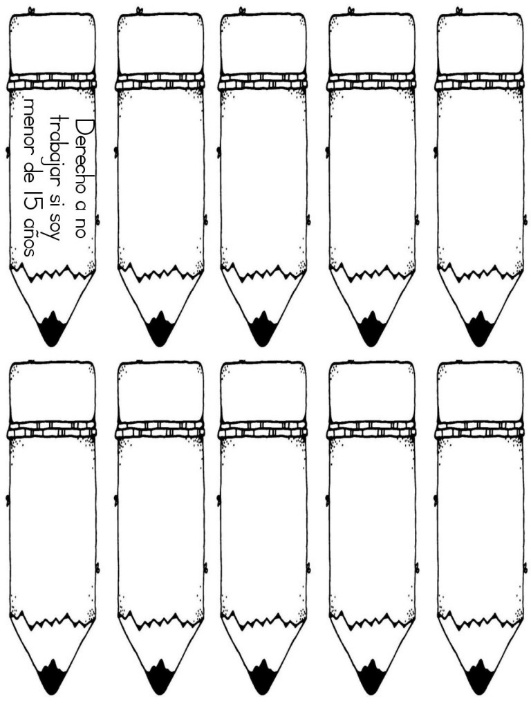 Derecho a no
trabajar si soy
menor de 15 años